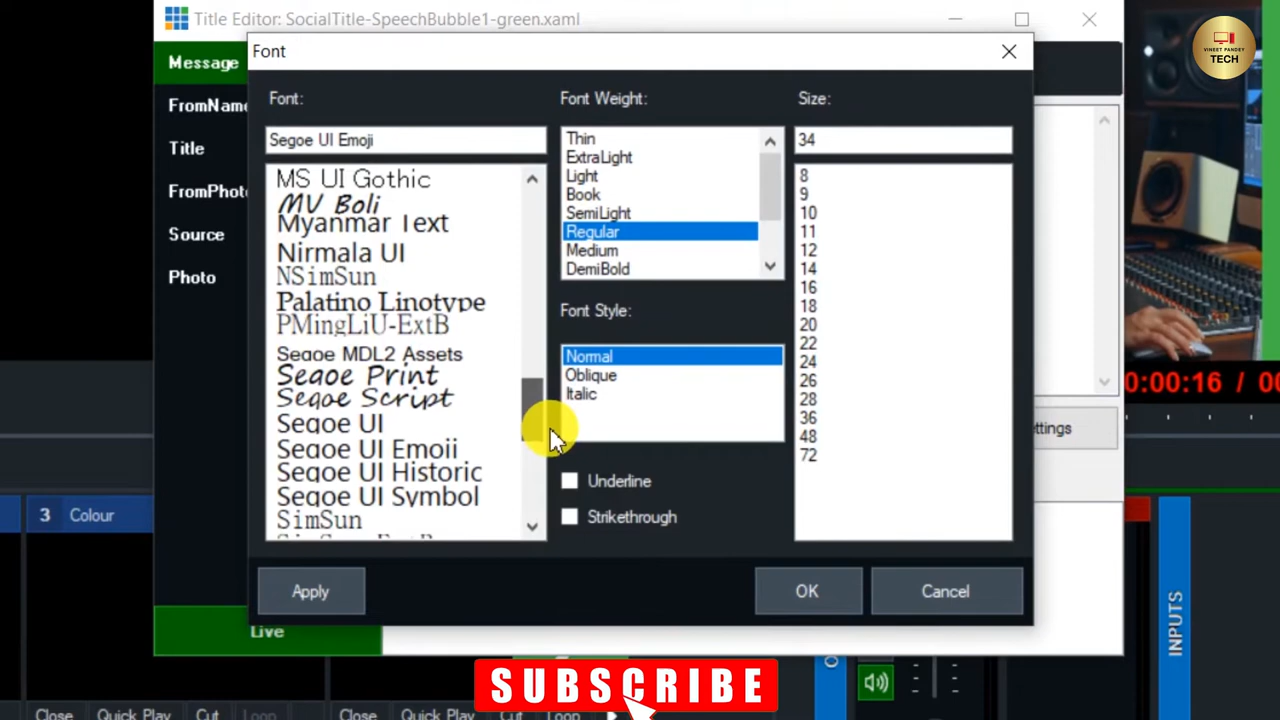 Title Editor: SocialTitle-SpeechBubble1-green.xaml
VINEET PANDEY
TECH
Font
Message
FromName
Title
FromPhoto
Source
Photo
Font:
Font Weight:
Size:
Segoe UI Emoji
34
MS UI Gothic
MV Boli
Myanmar Text
Nirmala UI
NSimSun
Palatino Linotype
PMingLiU-ExtB
Segoe MDL2 Assets
Segoe Print
Segoe Script
Segoe UI
Segoe UI Emoji
Segoe UI Historic
Segoe UI Symbol
SimSun
Thin
ExtraLight
Light
Book
SemiLight
Regular
Medium
DemiBold
Font Style:
Normal
Oblique
Italic
Underline
Strikethrough
8
9
10
11
12
14
16
18
20
22
24
26
28
36
48
72
0:00:16 / 00
ettings
3 Colour
Apply
OK
Cancel
Live
INPUTS
SUBSCRIBE
Close Quick Play Cut Loop
Close Quick Play Cut Loop